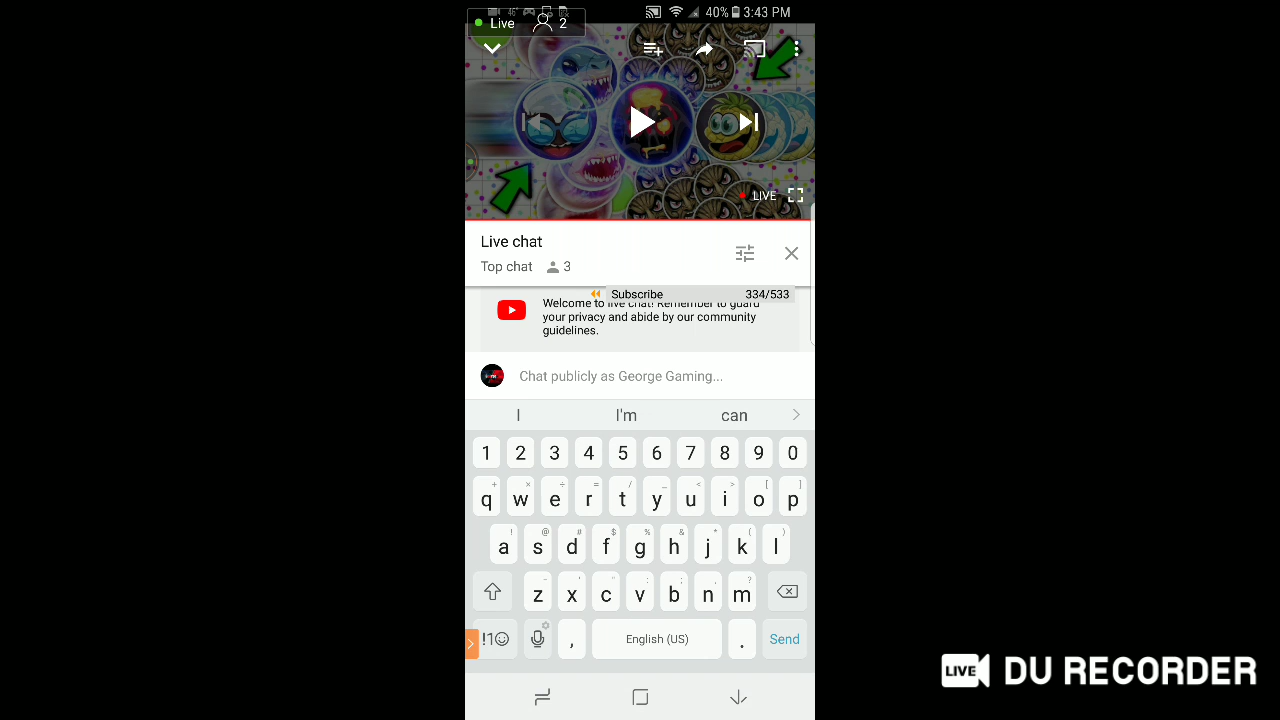 Live 2
46° 40% 3:43 PM
LIVE
Live chat
Top chat 3
Subscribe 334/533
Welcome to live chat! Remember to guard
your privacy and abide by our community
guidelines.
Chat publicly as George Gaming...
I I'm can
1 2 3 4 5 6 7 8 9 0
+ × ÷ = / _ < > [ ]
q w e r t y u i o p
! @ # $ % ^ & * ( )
a s d f g h j k l
- ' " : ; , ?
z x c v b n m
!1☺ , English (US) . Send
LIVE DU RECORDER